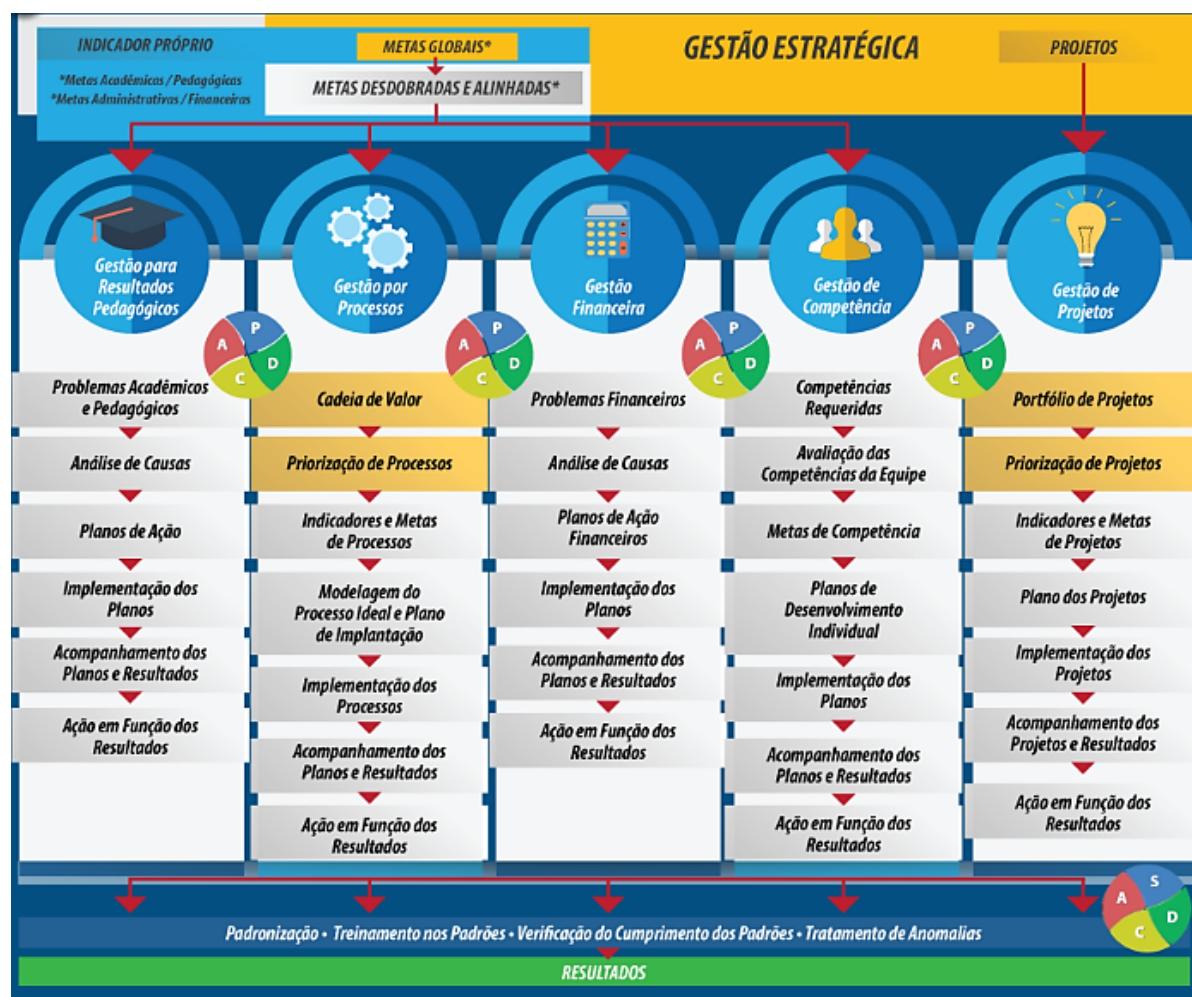 INDICADOR PRÓPRIO
*Metas Acadêmicas / Pedagógicas
*Metas Administrativas / Financeiras
METAS GLOBAIS*
METAS DESDOBRADAS E ALINHADAS*
GESTÃO ESTRATÉGICA
PROJETOS
Gestão para
Resultados
Pedagógicos
Gestão por
Processos
Gestão
Financeira
Gestão de
Competência
Gestão de
Projetos
P
D
C
A
P
D
C
A
P
D
C
A
P
D
C
A
Problemas Acadêmicos
e Pedagógicos
Análise de Causas
Planos de Ação
Implementação dos
Planos
Acompanhamento dos
Planos e Resultados
Ação em Função dos
Resultados
Cadeia de Valor
Priorização de Processos
Indicadores e Metas
de Processos
Modelagem do
Processo Ideal e Plano
de Implantação
Implementação dos
Processos
Acompanhamento dos
Planos e Resultados
Ação em Função dos
Resultados
Problemas Financeiros
Análise de Causas
Planos de Ação
Financeiros
Implementação dos
Planos
Acompanhamento dos
Planos e Resultados
Ação em Função dos
Resultados
Competências
Requeridas
Avaliação das
Competências da Equipe
Metas de Competência
Planos de
Desenvolvimento
Individual
Implementação dos
Planos
Acompanhamento dos
Planos e Resultados
Ação em Função dos
Resultados
Portfólio de Projetos
Priorização de Projetos
Indicadores e Metas
de Projetos
Plano dos Projetos
Implementação dos
Projetos
Acompanhamento dos
Projetos e Resultados
Ação em Função dos
Resultados
S
D
C
A
Padronização • Treinamento nos Padrões • Verificação do Cumprimento dos Padrões • Tratamento de Anomalias
RESULTADOS